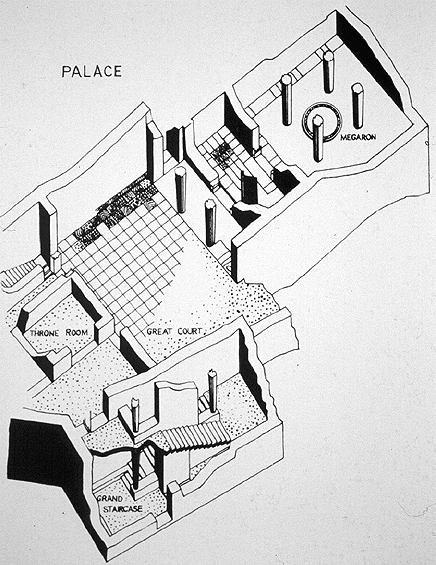 PALACE
MEGARON
THRONE ROOM
GREAT COURT.
GRAND
STAIRCASE